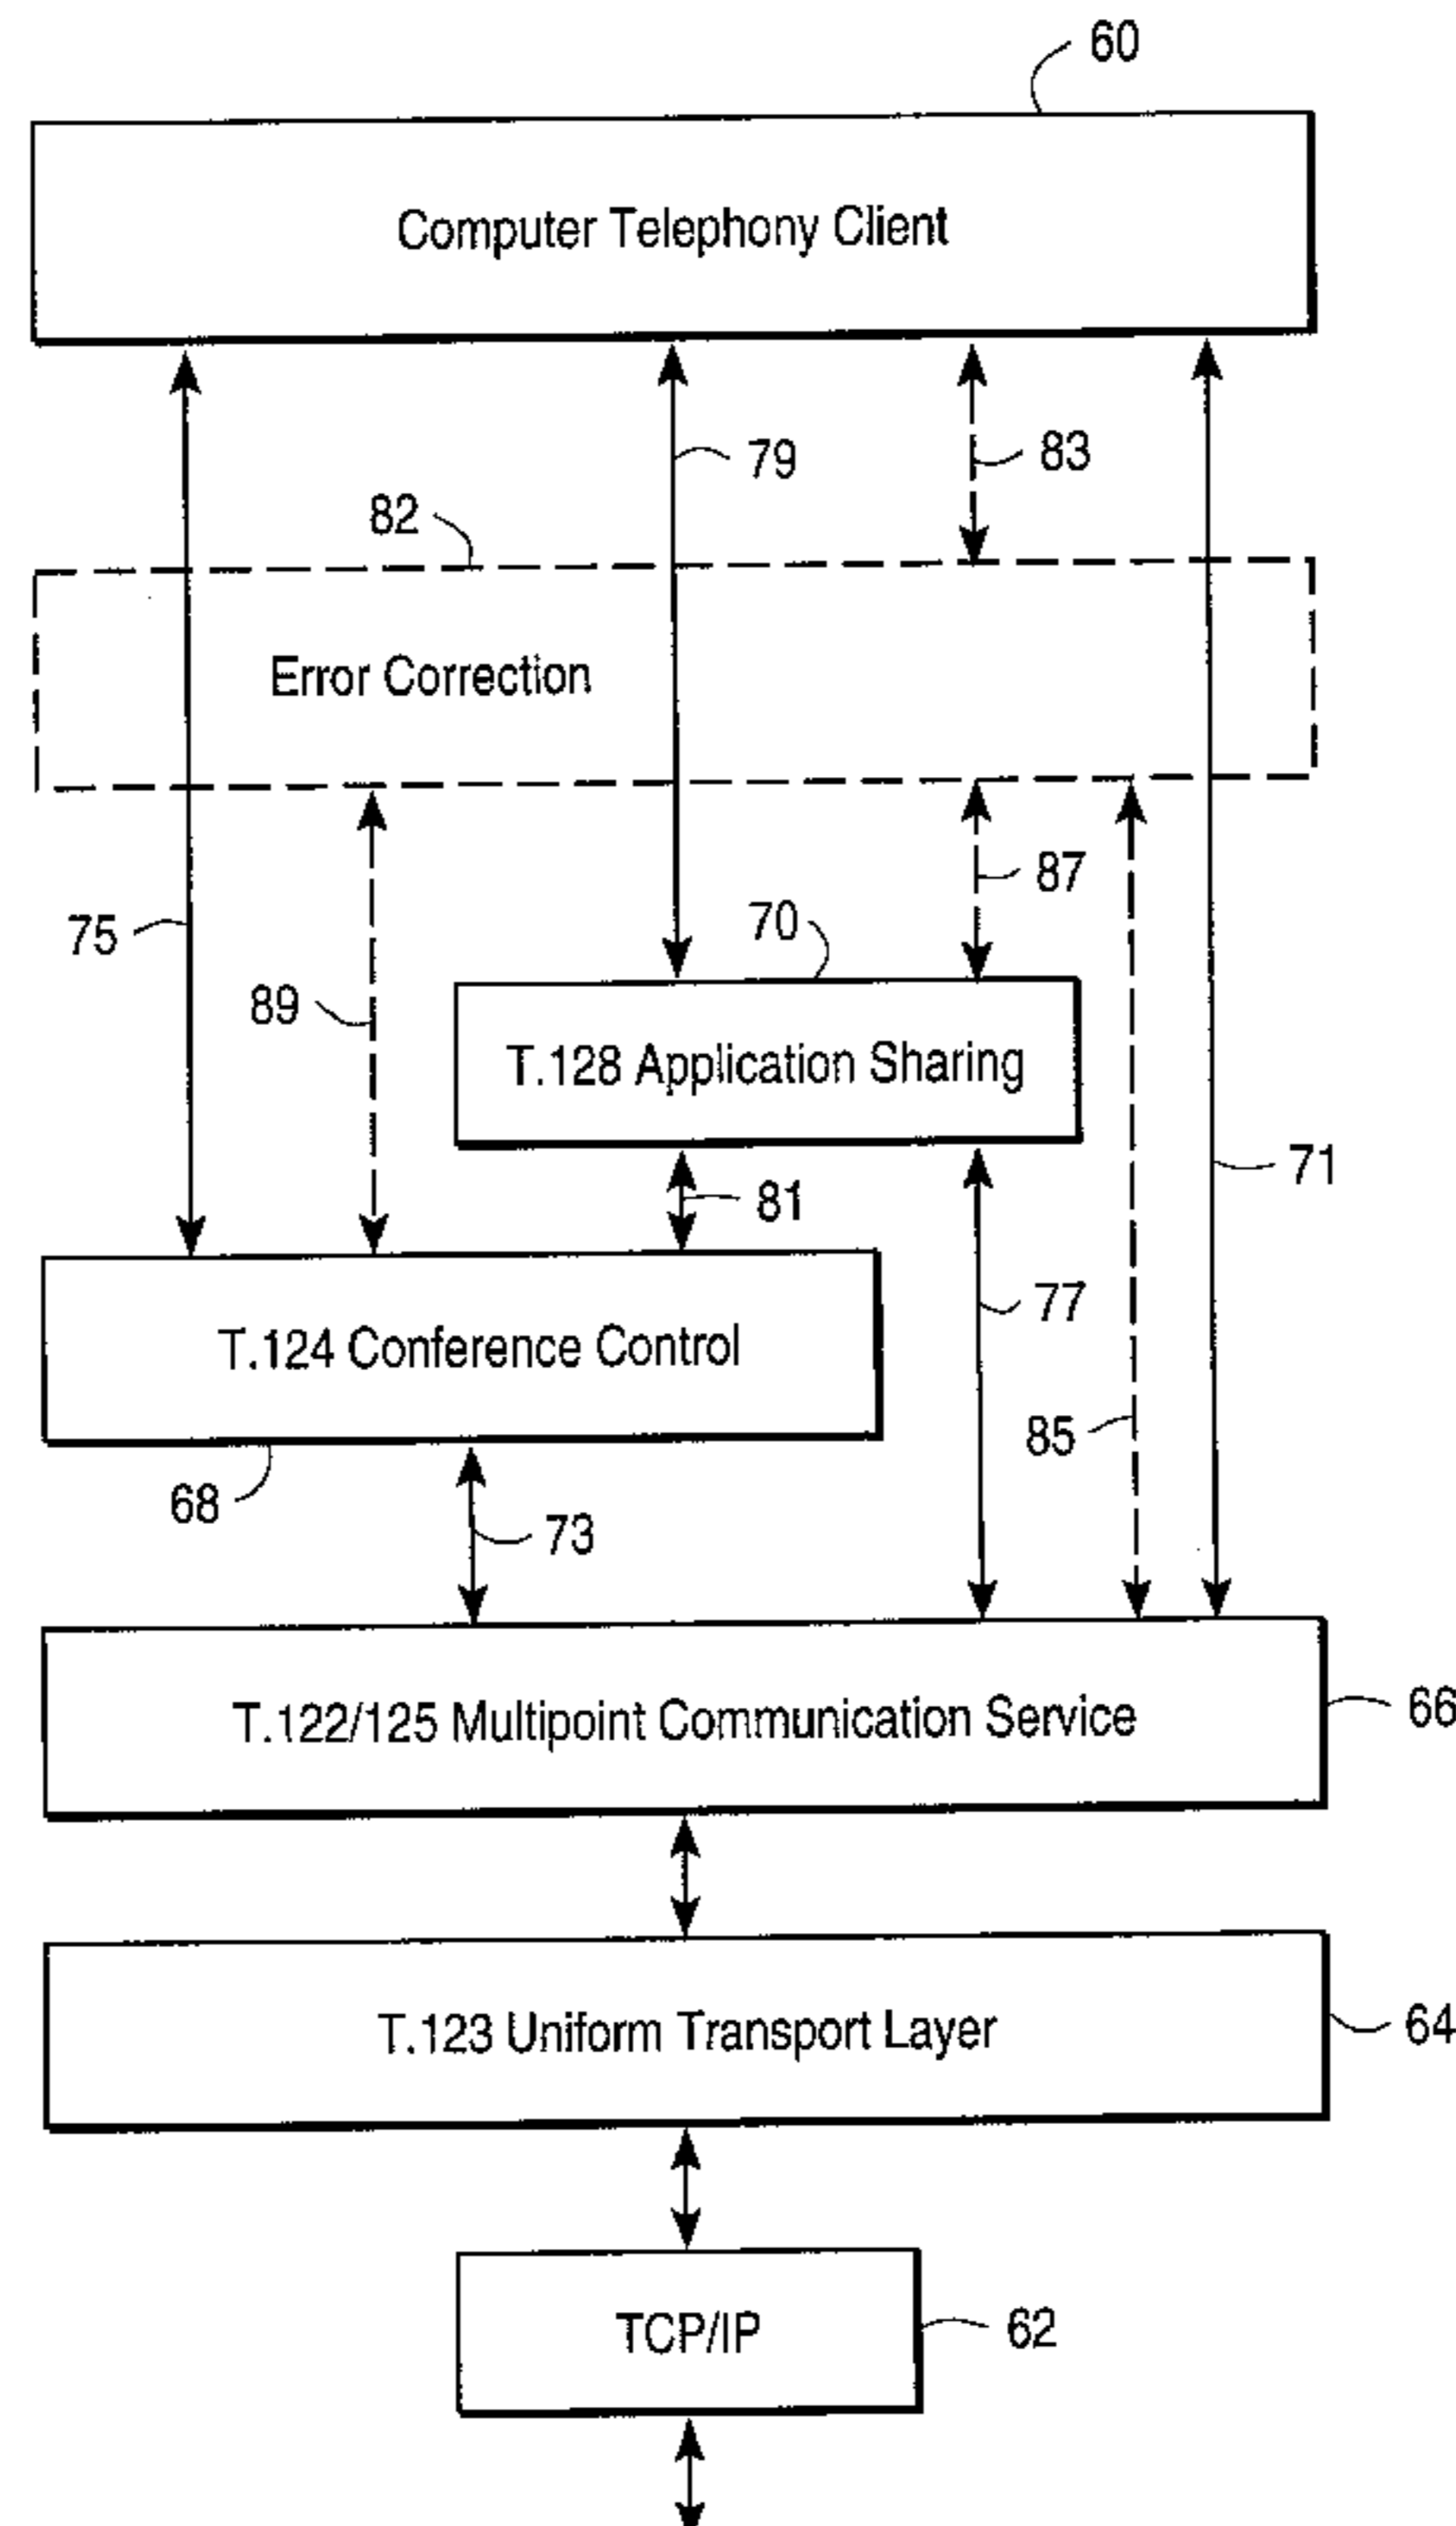 60
Computer Telephony Client
79
83
82
Error Correction
75
87
70
89
T.128 Application Sharing
71
81
77
T.124 Conference Control
85
68
73
T.122/125 Multipoint Communication Service
66
T.123 Uniform Transport Layer
64
TCP/IP
62